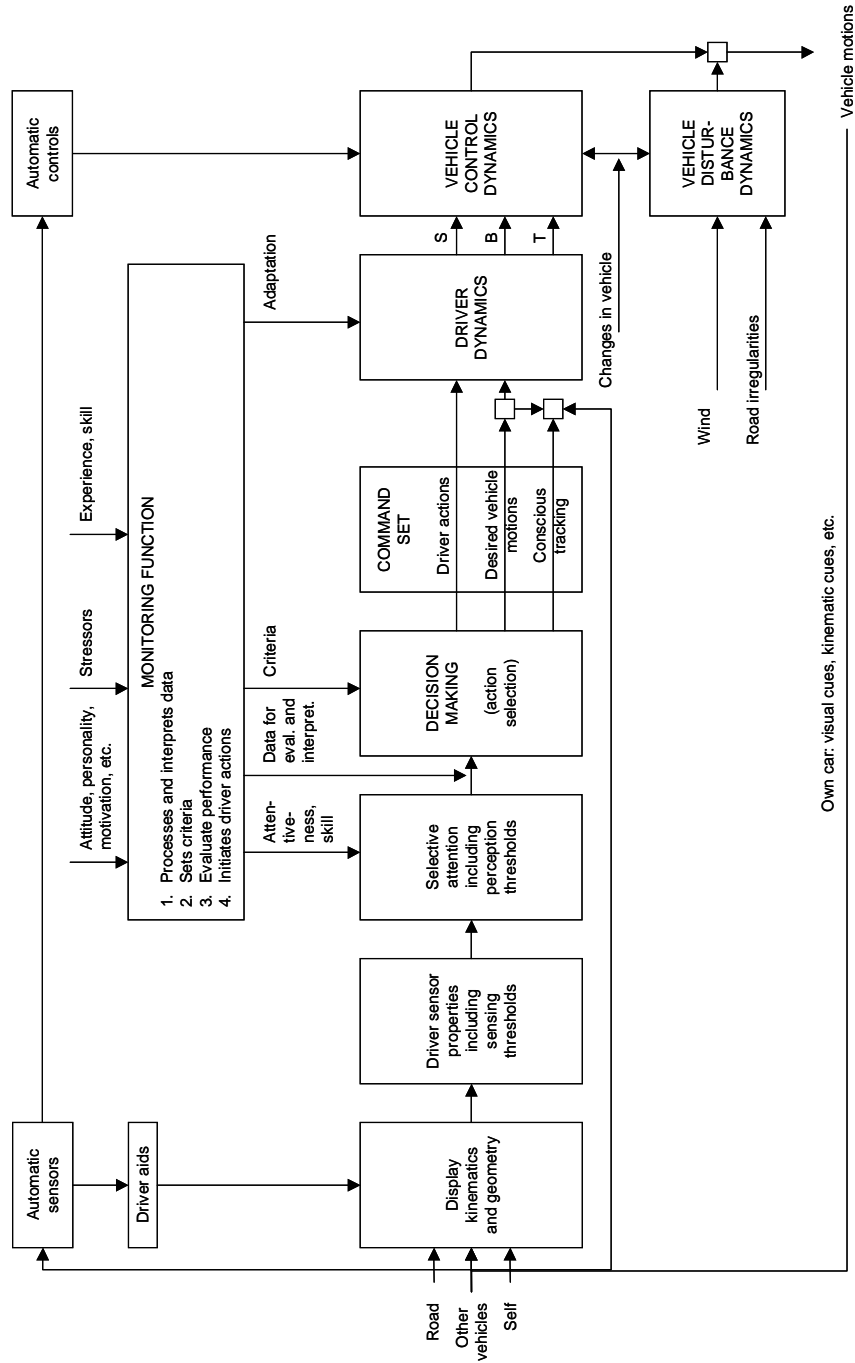 Automatic
sensors
Automatic
controls
Driver aids
Attitude, personality,
motivation, etc.
Stressors
Experience, skill
MONITORING FUNCTION
1. Processes and interprets data
2. Sets criteria
3. Evaluate performance
4. Initiates driver actions
Atten-
tive-
ness,
skill
Data for
eval. and
interpret.
Criteria
Adaptation
Road
Other
vehicles
Self
Display
kinematics
and geometry
Driver sensor
properties
including
sensing
thresholds
Selective
attention
including
perception
thresholds
DECISION
MAKING
(action
selection)
COMMAND
SET
Driver actions
Desired vehicle
motions
Conscious
tracking
DRIVER
DYNAMICS
S
B
T
VEHICLE
CONTROL
DYNAMICS
Changes in vehicle
Wind
Road irregularities
VEHICLE
DISTUR-
BANCE
DYNAMICS
Own car: visual cues, kinematic cues, etc.
Vehicle motions